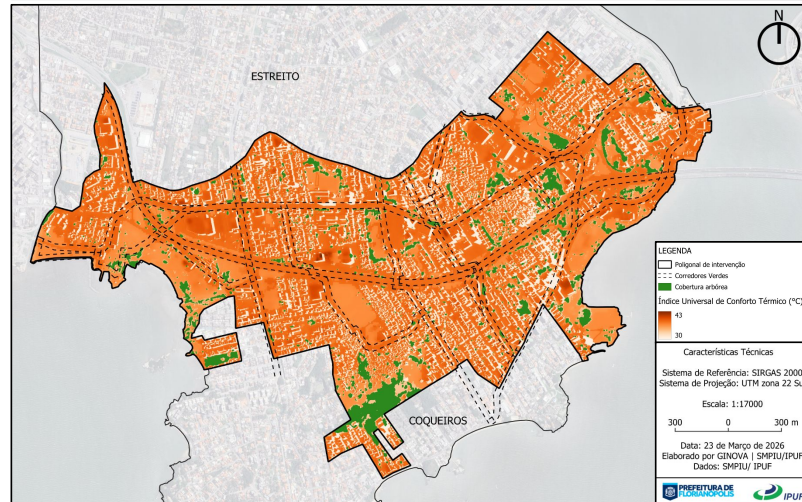 N
ESTREITO
COQUEIROS
LEGENDA
Poligonal de intervenção
Corredores Verdes
Cobertura arbórea
Índice Universal de Conforto Térmico (°C)
43
30
Características Técnicas
Sistema de Referência: SIRGAS 2000
Sistema de Projeção: UTM zona 22 Su
Escala: 1:17000
300 0 300 m
Data: 23 de Março de 2026
Elaborado por GINOVA | SMPIU/IPUF
Dados: SMPIU/ IPUF
PREFEITURA DE
FLORIANÓPOLIS
IPUF